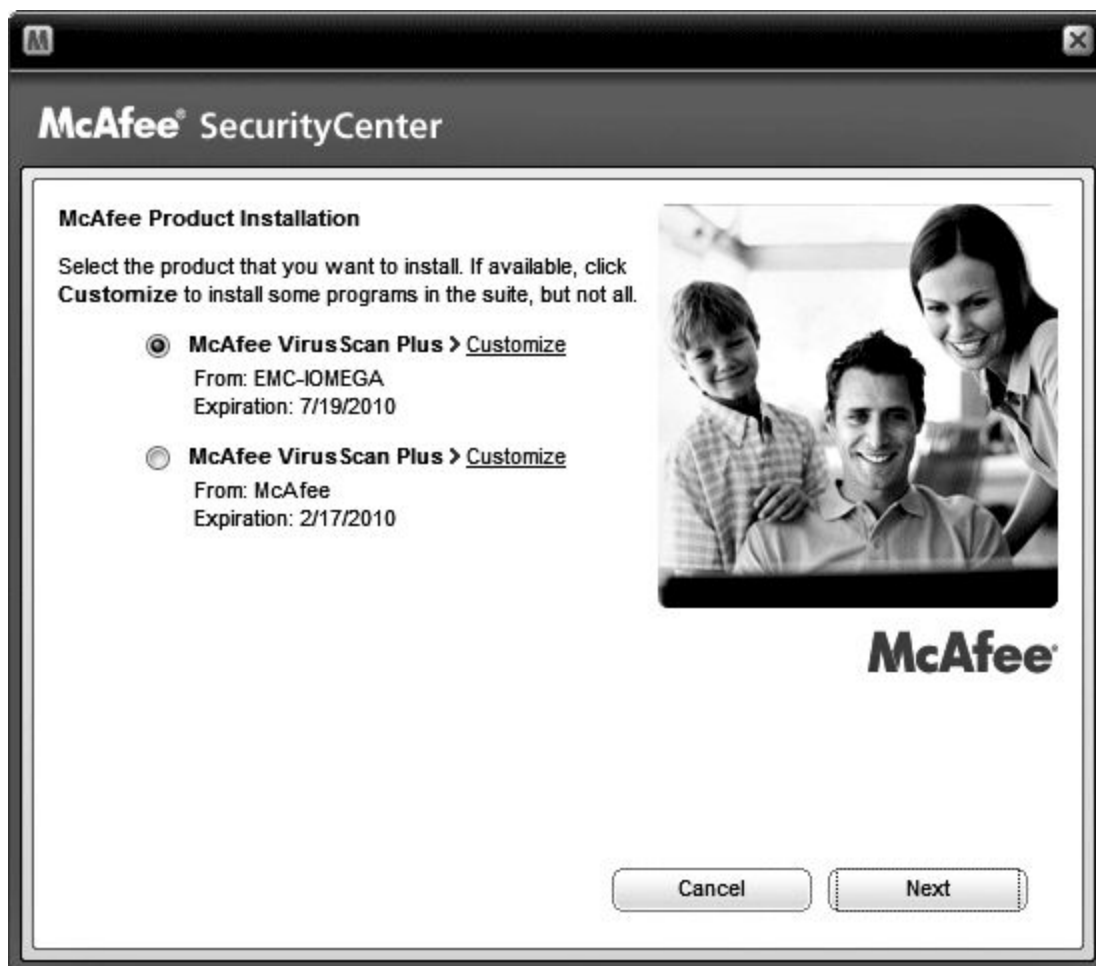 McAfee® SecurityCenter
McAfee Product Installation
Select the product that you want to install. If available, click
Customize to install some programs in the suite, but not all.
McAfee VirusScan Plus > Customize
From: EMC-IOMEGA
Expiration: 7/19/2010
McAfee VirusScan Plus > Customize
From: McAfee
Expiration: 2/17/2010
McAfee®
Cancel
Next